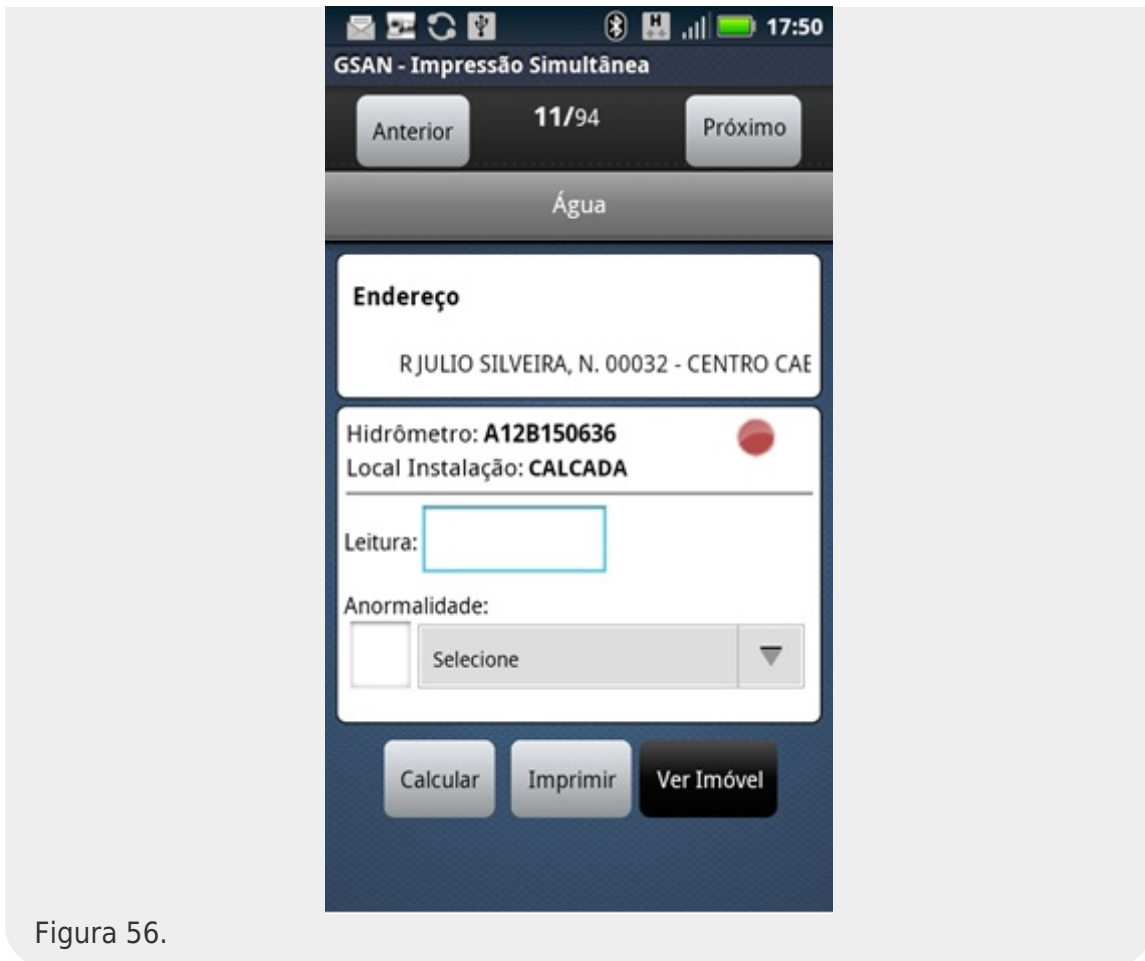 17:50
GSAN - Impressão Simultânea
Anterior 11/94 Próximo
Água
Endereço
R JULIO SILVEIRA, N. 00032 - CENTRO CAE
Hidrômetro: A12B150636
Local Instalação: CALCADA
Leitura:
Anormalidade:
Selecione
Calcular Imprimir Ver Imóvel
Figura 56.